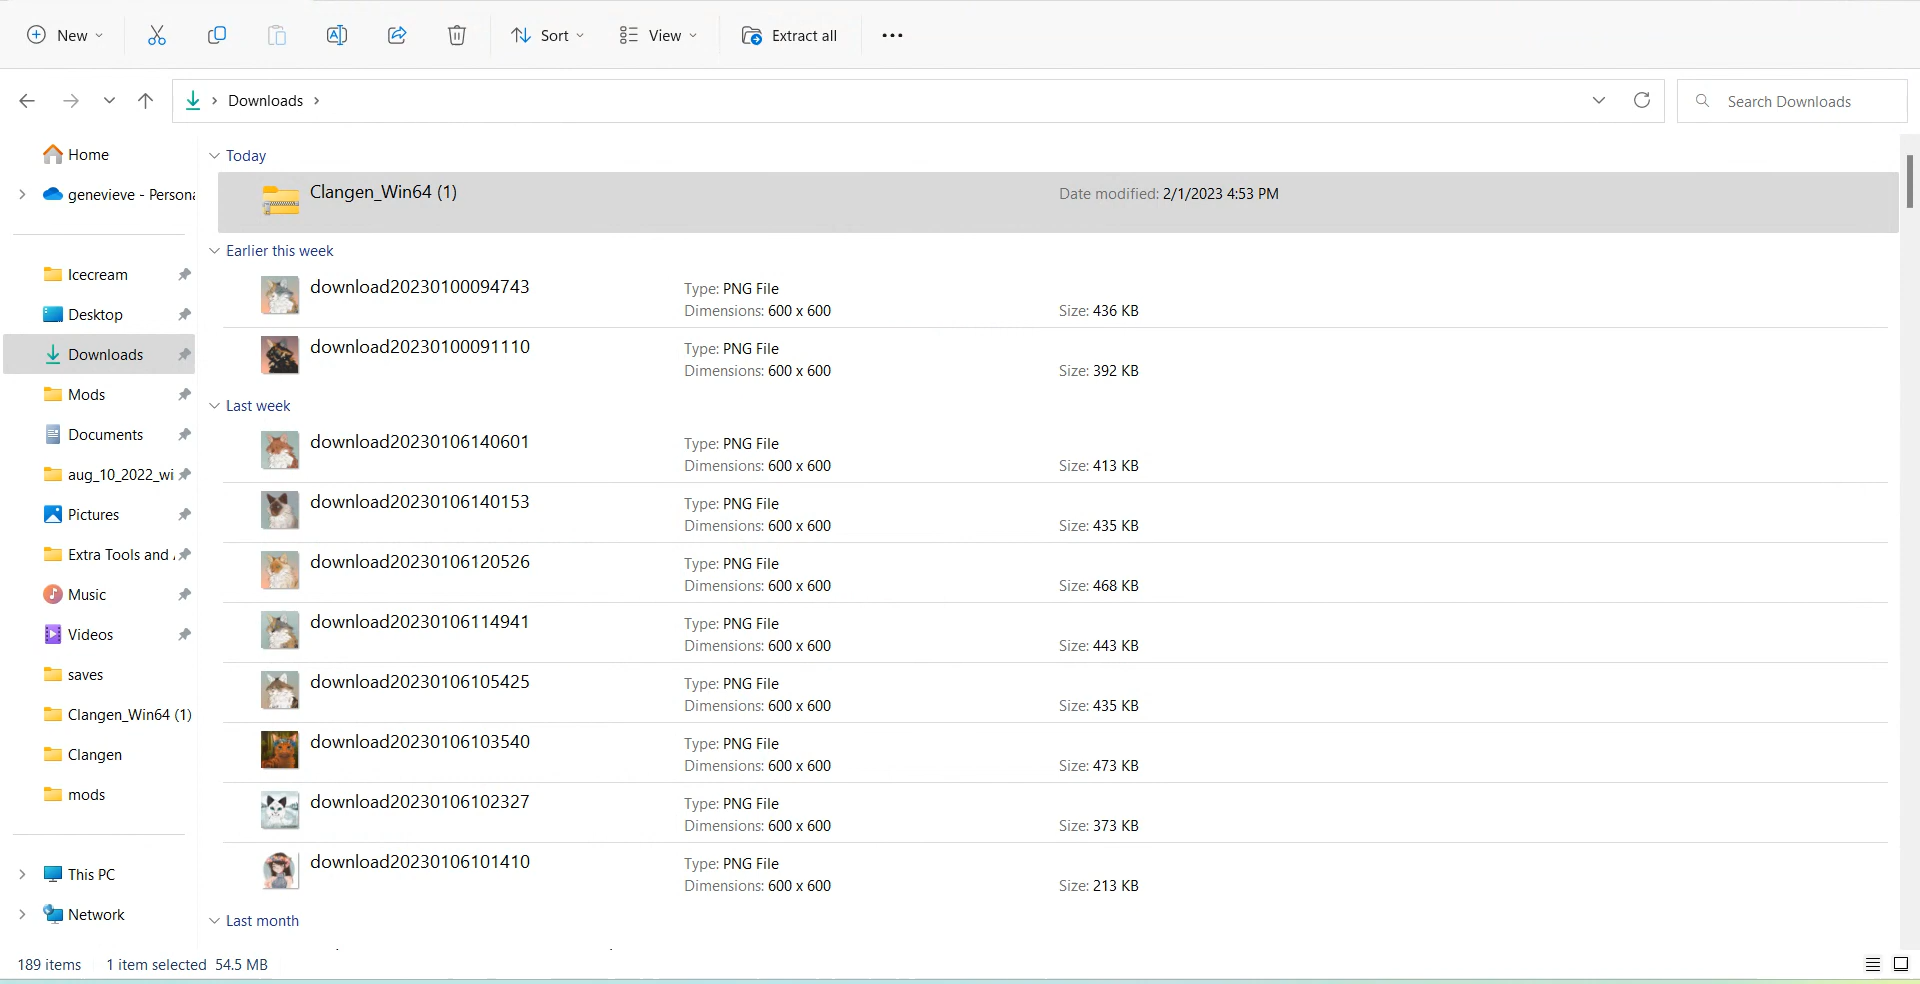 New
Sort
View
Extract all
Downloads
Search Downloads
Home
genevieve - Persona
Icecream
Desktop
Downloads
Mods
Documents
aug_10_2022_wi
Pictures
Extra Tools and
Music
Videos
saves
Clangen_Win64 (1)
Clangen
mods
This PC
Network
Today
Clangen_Win64 (1)
Date modified: 2/1/2023 4:53 PM
Earlier this week
download20230100094743
Type: PNG File
Dimensions: 600 x 600
Size: 436 KB
download20230100091110
Type: PNG File
Dimensions: 600 x 600
Size: 392 KB
Last week
download20230106140601
Type: PNG File
Dimensions: 600 x 600
Size: 413 KB
download20230106140153
Type: PNG File
Dimensions: 600 x 600
Size: 435 KB
download20230106120526
Type: PNG File
Dimensions: 600 x 600
Size: 468 KB
download20230106114941
Type: PNG File
Dimensions: 600 x 600
Size: 443 KB
download20230106105425
Type: PNG File
Dimensions: 600 x 600
Size: 435 KB
download20230106103540
Type: PNG File
Dimensions: 600 x 600
Size: 473 KB
download20230106102327
Type: PNG File
Dimensions: 600 x 600
Size: 373 KB
download20230106101410
Type: PNG File
Dimensions: 600 x 600
Size: 213 KB
Last month
189 items
1 item selected 54.5 MB